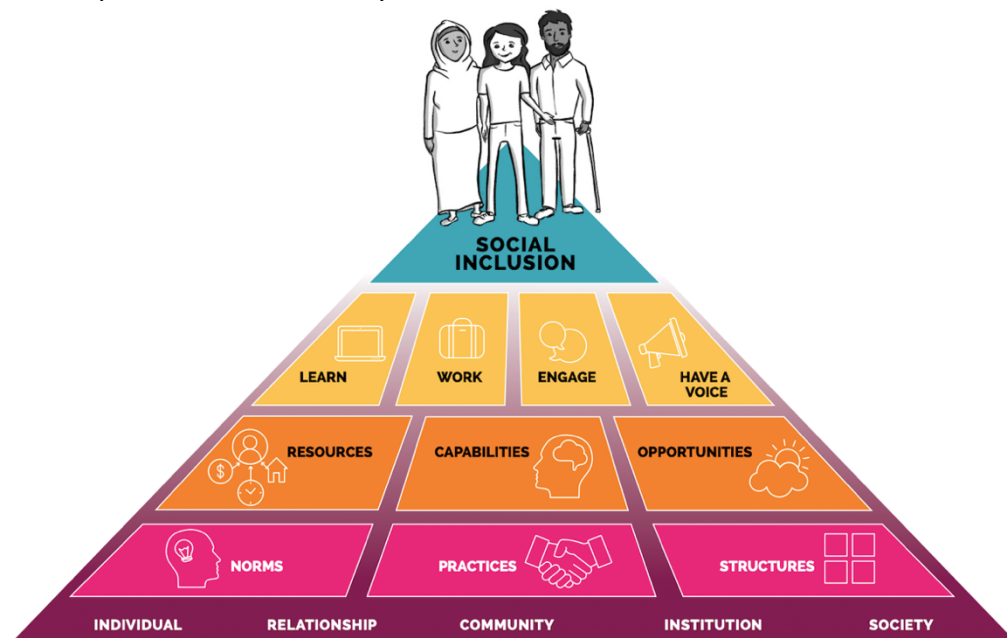 SOCIAL
INCLUSION
LEARN
WORK
ENGAGE
HAVE A
VOICE
RESOURCES
CAPABILITIES
OPPORTUNITIES
$
NORMS
PRACTICES
STRUCTURES
INDIVIDUAL
RELATIONSHIP
COMMUNITY
INSTITUTION
SOCIETY